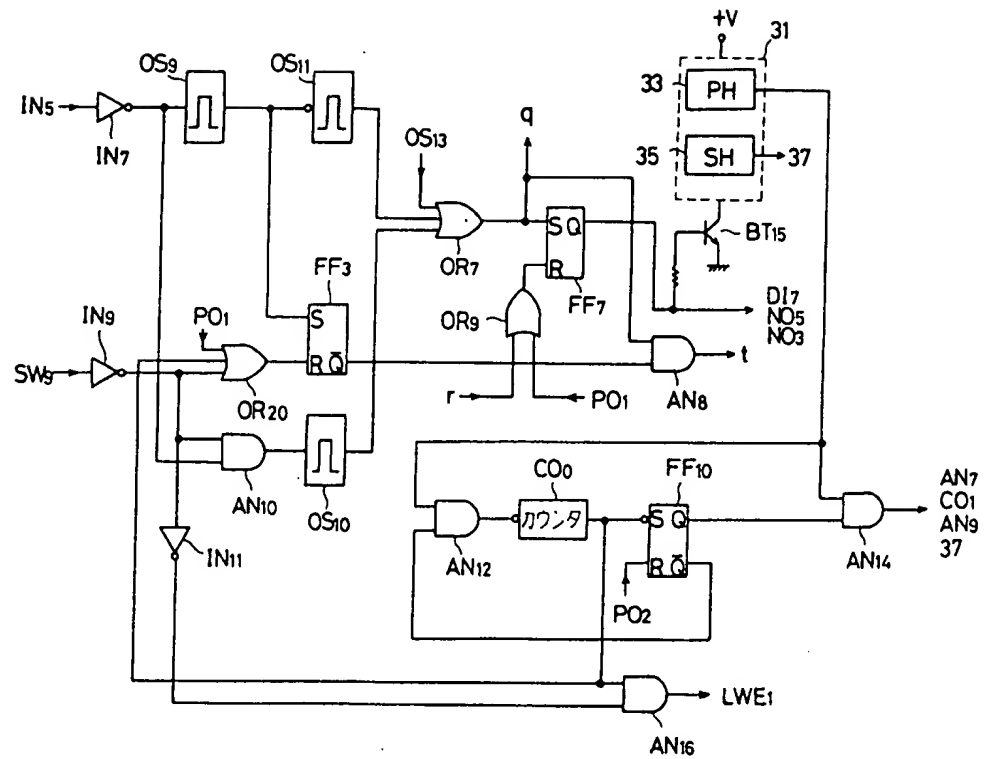 +V
31
33
PH
35
SH
37
BT15
OS9
OS11
IN5
IN7
OS13
q
OR7
S Q
R
FF7
DI7
NO5
NO3
FF3
S
R Q̄
IN9
PO1
SW9
OR20
OR9
r
PO1
AN8
t
AN10
OS10
IN11
CO0
カウンタ
AN12
FF10
S Q
R Q̄
PO2
AN14
AN7
CO1
AN9
37
LWE1
AN16